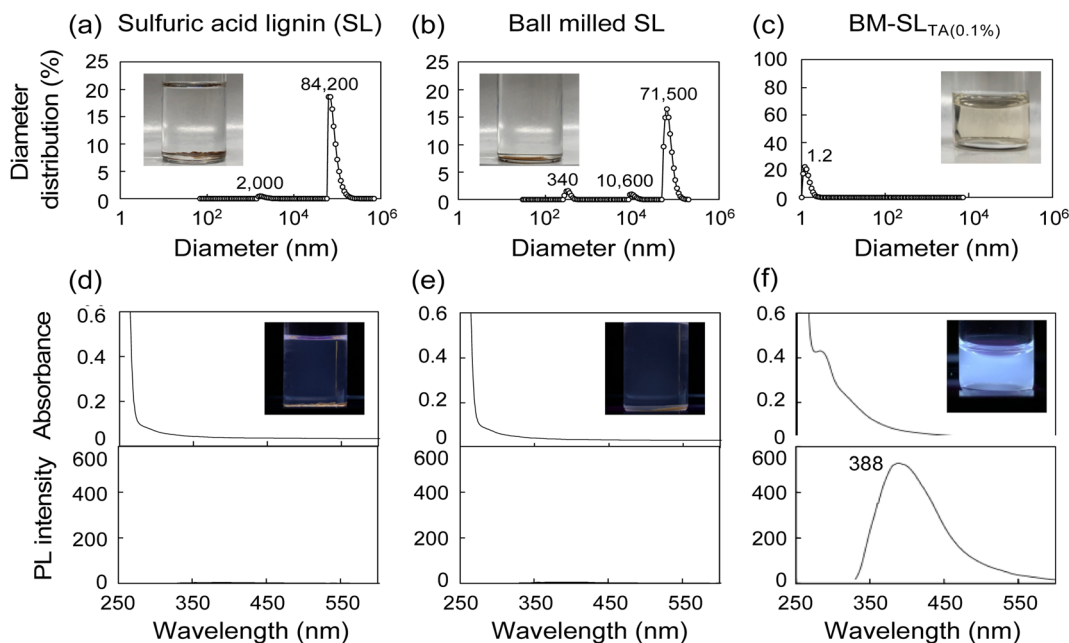 (a) Sulfuric acid lignin (SL)
(b) Ball milled SL
(c) BM-SL_TA(0.1%)
Diameter distribution (%)
25
20
15
10
5
0
84,200
2,000
1 10² 10⁴ 10⁶
Diameter (nm)
25
20
15
10
5
0
71,500
340
10,600
1 10² 10⁴ 10⁶
Diameter (nm)
100
80
60
40
20
0
1.2
1 10² 10⁴ 10⁶
Diameter (nm)
(d)
(e)
(f)
Absorbance
0.6
0.4
0.2
0
0.6
0.4
0.2
0
0.6
0.4
0.2
0
PL intensity
600
400
200
0
250 350 450 550
Wavelength (nm)
600
400
200
0
250 350 450 550
Wavelength (nm)
600
400
200
0
388
250 350 450 550
Wavelength (nm)